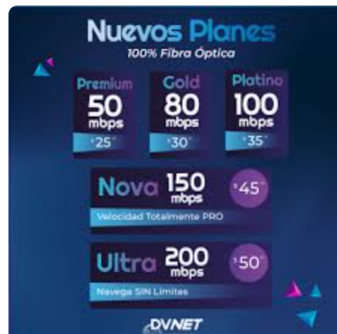 Nuevos Planes
100% Fibra Óptica
Premium
50
mbps
$25
Gold
80
mbps
$30
Platino
100
mbps
$35
Nova 150
mbps
$45
Velocidad Totalmente PRO
Ultra 200
mbps
$50
Navega SIN Limites
DVNET